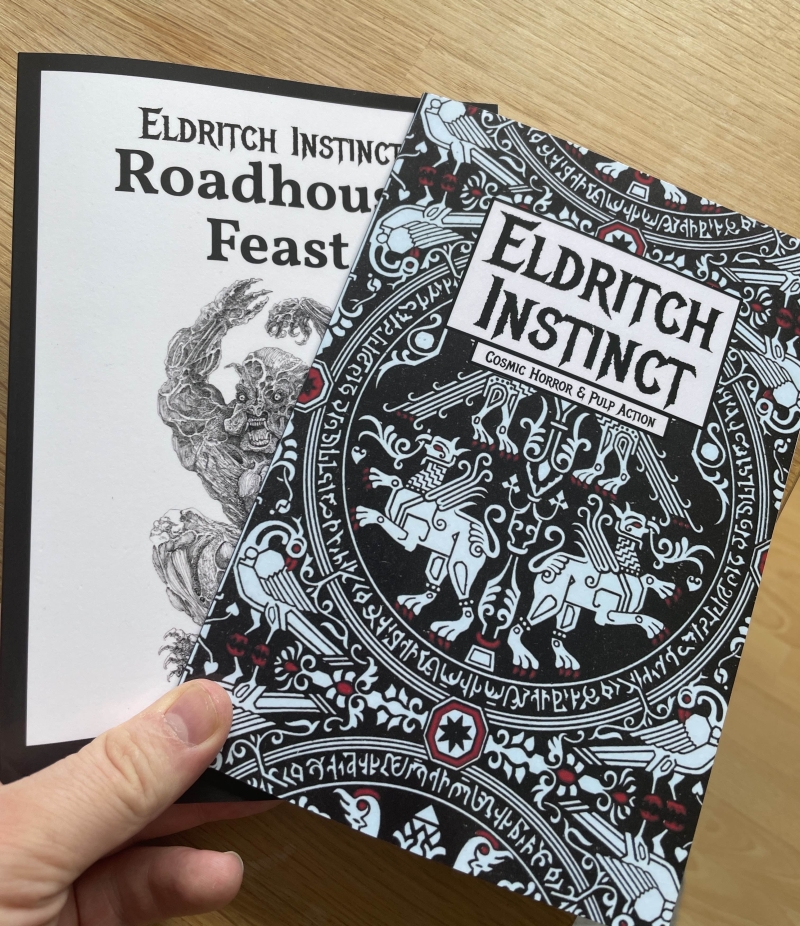 ELDRITCH INSTINCT
Roadhous
Feast
ELDRITCH
INSTINCT
COSMIC HORROR & PULP ACTION